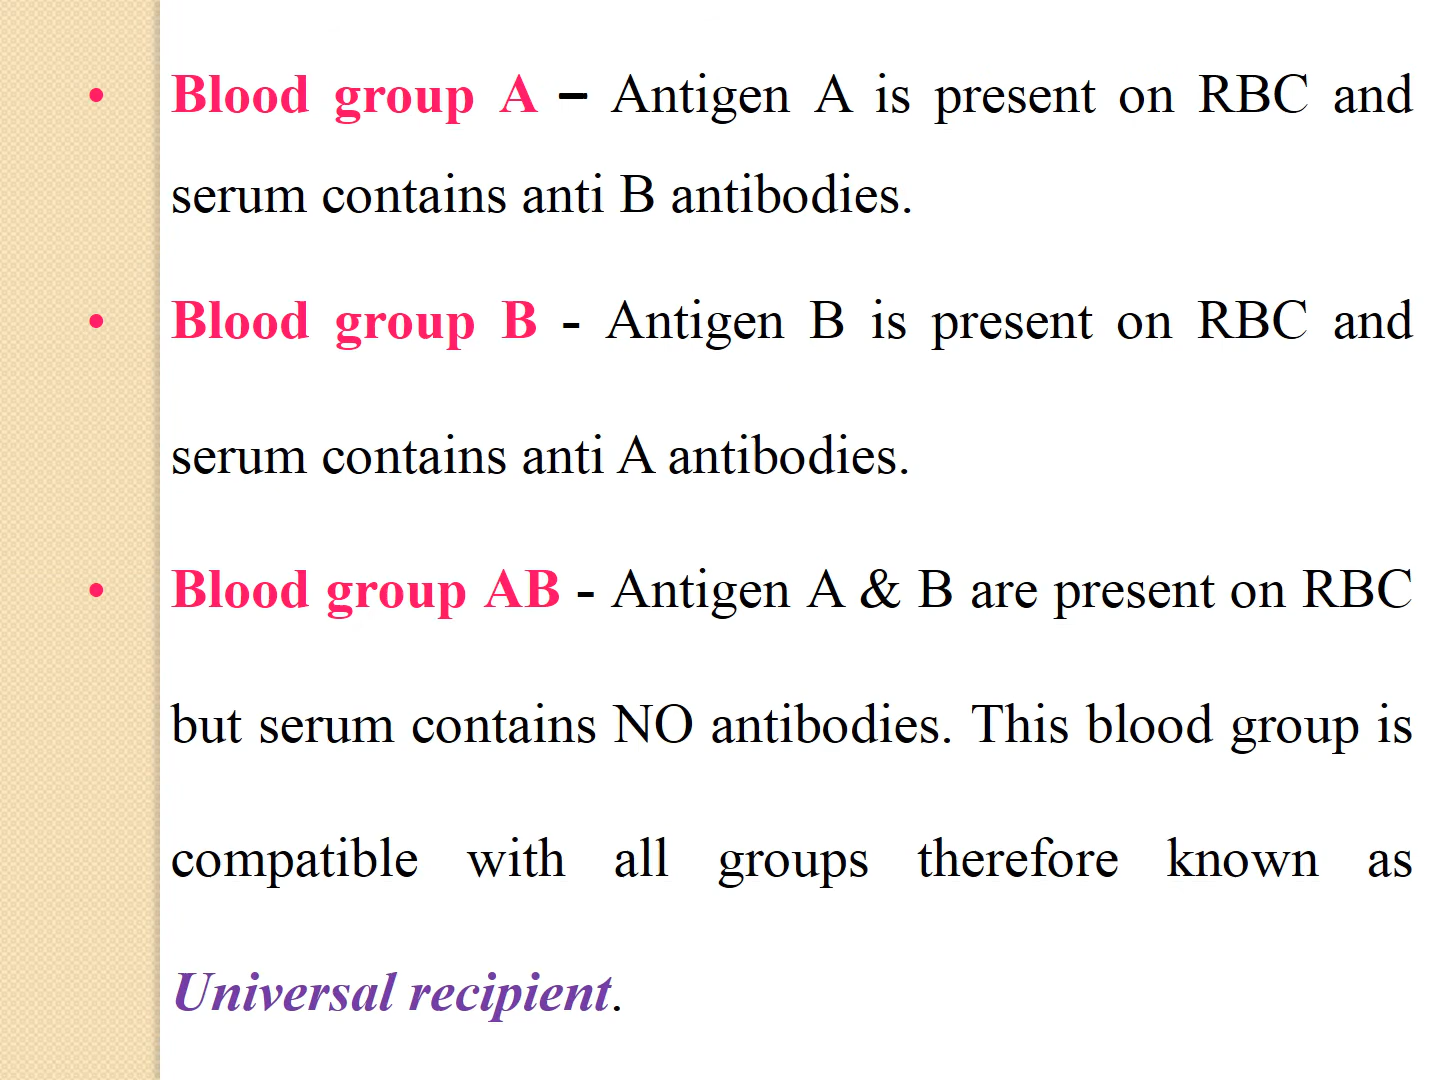 • Blood group A – Antigen A is present on RBC and
serum contains anti B antibodies.
• Blood group B - Antigen B is present on RBC and
serum contains anti A antibodies.
• Blood group AB - Antigen A & B are present on RBC
but serum contains NO antibodies. This blood group is
compatible with all groups therefore known as
Universal recipient.